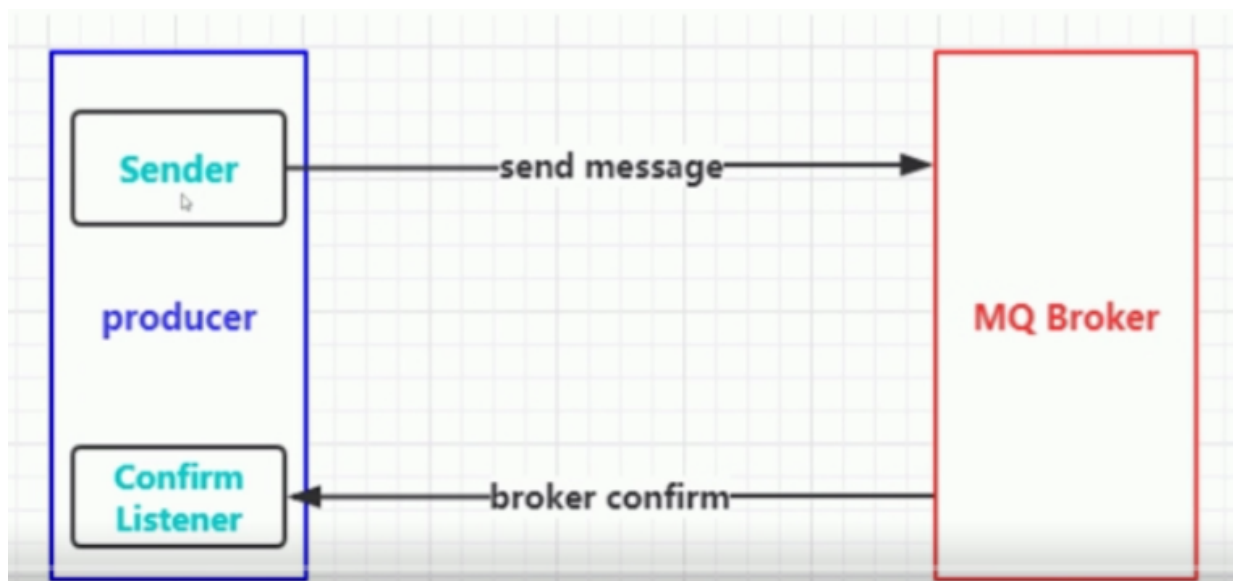 Sender
send message
producer
MQ Broker
Confirm
Listener
broker confirm